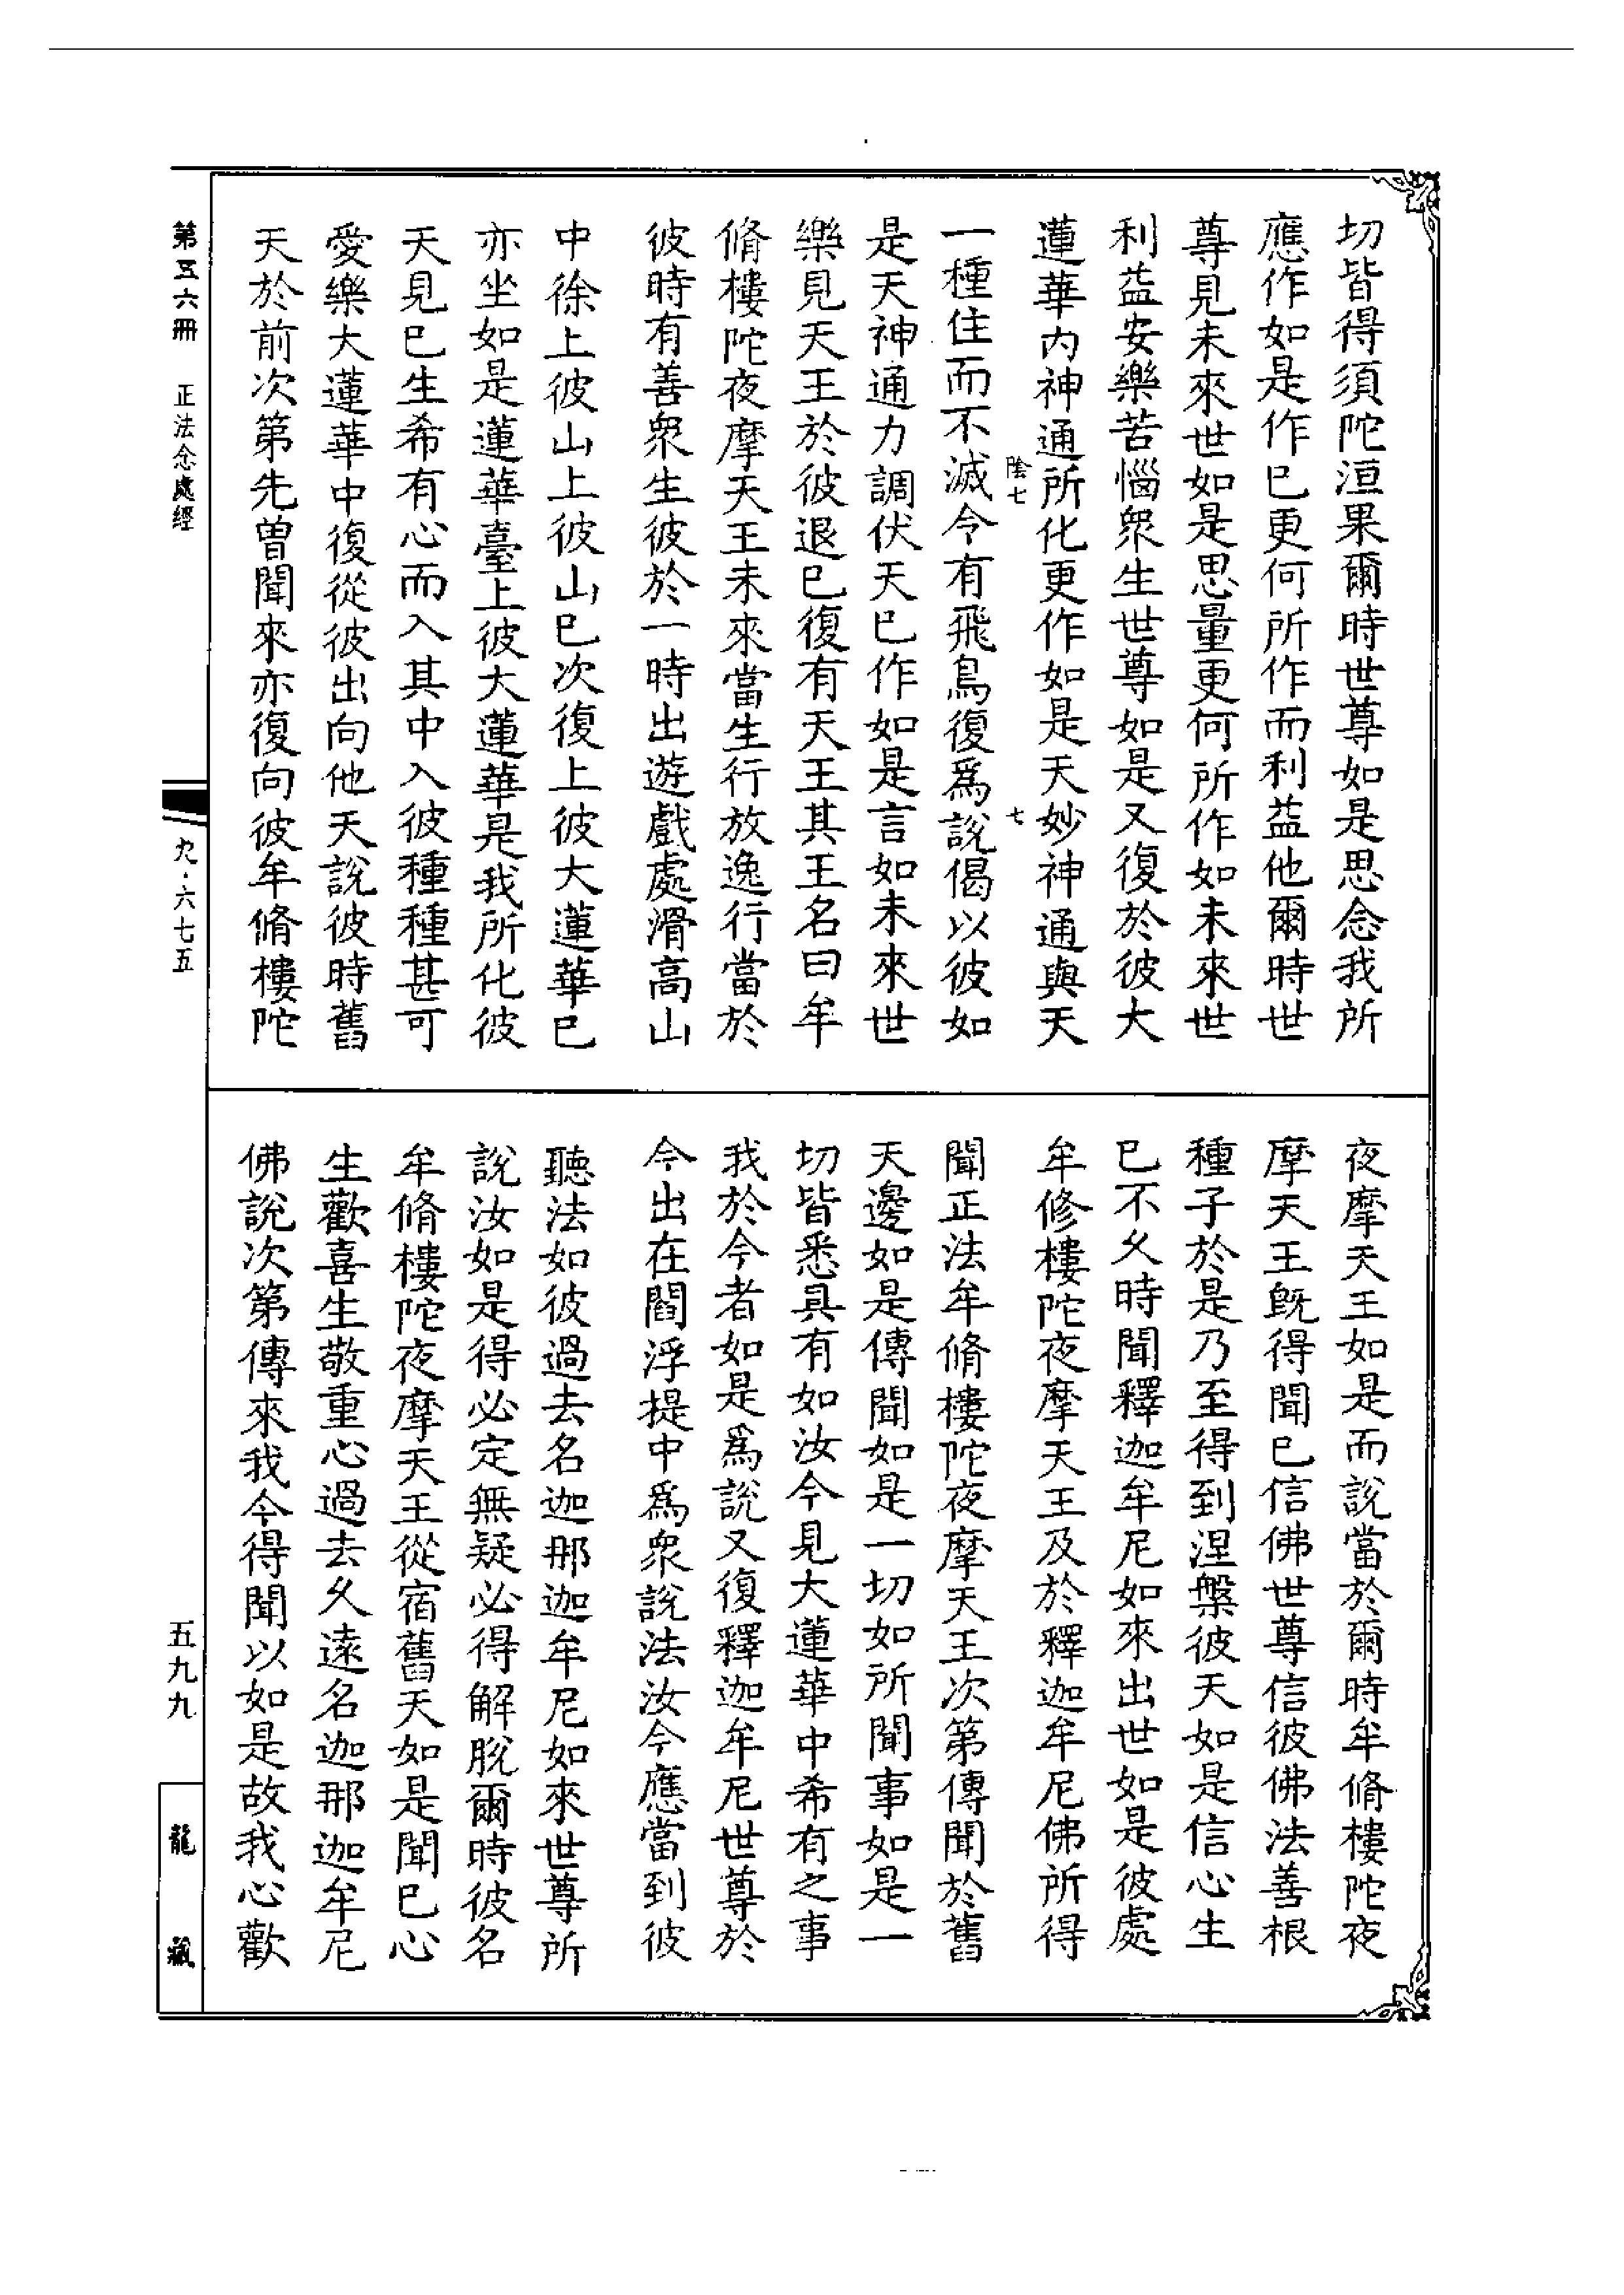 切皆得須陀洹果爾時世尊如是思念我所
應作如是作已更何所作而利益他爾時世
尊見未來世如是思量更何所作如未來世
利益安樂苦惱眾生世尊如是又復於彼大
蓮華內神通所化更作如是天妙神通與天
陰七
七
一種住而不滅今有飛鳥復為說偈以彼如
是天神通力調伏天已作如是言如未來世
樂見天王於彼退已復有天王其王名曰牟
脩樓陀夜摩天王未來當生行放逸行當於
彼時有善眾生彼於一時出遊戲處滑高山
中徐上彼山上彼山已次復上彼大蓮華已
亦坐如是蓮華臺上彼大蓮華是我所化彼
天見已生希有心而入其中入彼種種甚可
愛樂大蓮華中復從彼出向他天說彼時舊
天於前次第先曾聞來亦復向彼牟脩樓陀
夜摩天王如是而說當於爾時牟脩樓陀夜
摩天王既得聞已信佛世尊信彼佛法善根
種子於是乃至得到涅槃彼天如是信心生
已不久時聞釋迦牟尼如來出世如是彼處
牟修樓陀夜摩天王及於釋迦牟尼佛所得
聞正法牟脩樓陀夜摩天王次第傳聞於舊
天邊如是傳聞如是一切如所聞事如是一
切皆悉具有如汝今見大蓮華中希有之事
我於今者如是為說又復釋迦牟尼世尊於
今出在閻浮提中為眾說法汝今應當到彼
聽法如彼過去名迦那迦牟尼如來世尊所
說汝如是得必定無疑必得解脫爾時彼名
牟脩樓陀夜摩天王從宿舊天如是聞已心
生歡喜生敬重心過去久遠名迦那迦牟尼
佛說次第傳來我今得聞以如是故我心歡
第五六冊 正法念處經
九·六七五
五九九
龍藏